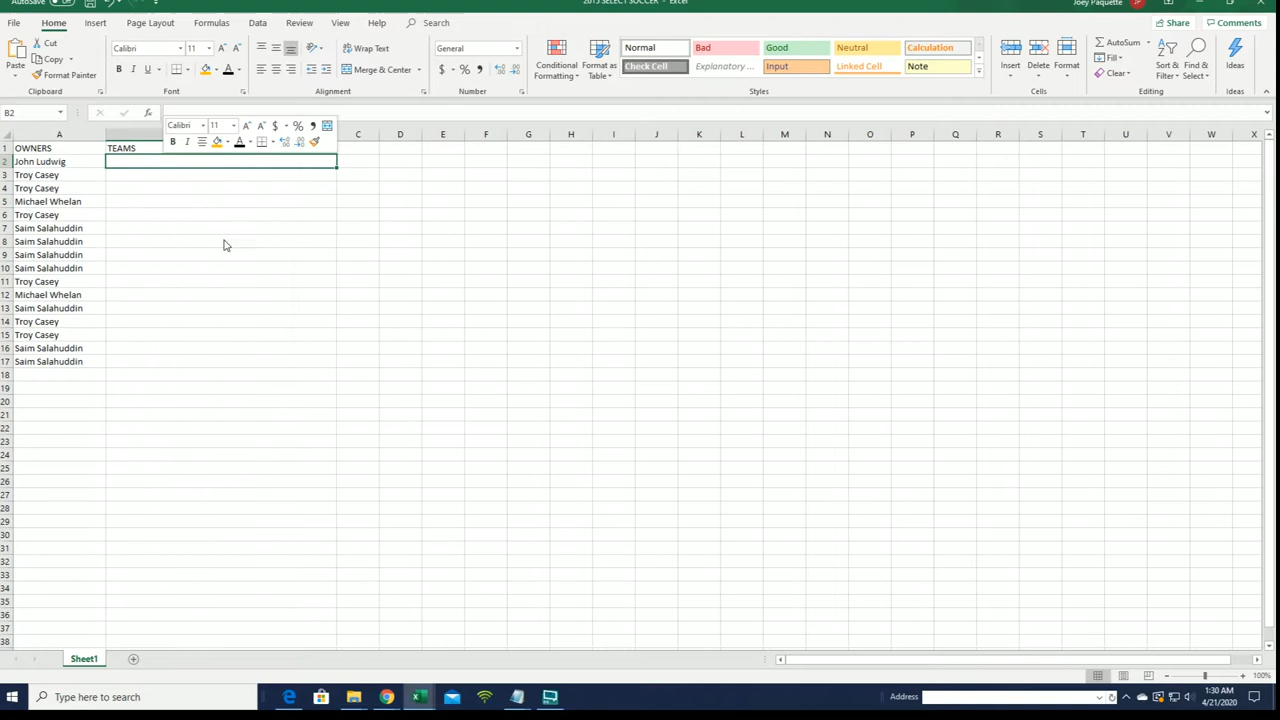 AutoSave Off 2015 SELECT SOCCER - Excel Joey Paquette JP
File Home Insert Page Layout Formulas Data Review View Help Search Share Comments
Paste Cut Copy Format Painter Clipboard
Calibri 11 B I U A Font
Wrap Text Merge & Center Alignment
General $ % Number
Conditional Formatting Format as Table
Normal Bad Good Neutral Calculation
Check Cell Explanatory ... Input Linked Cell Note
Styles
Insert Delete Format Cells
AutoSum Fill Clear Sort & Filter Find & Select Editing
Ideas Ideas
B2 fx
Calibri 11 A A $ %
B I A
A C D E F G H I J K L M N O P Q R S T U V W X
1 OWNERS TEAMS
2 John Ludwig
3 Troy Casey
4 Troy Casey
5 Michael Whelan
6 Troy Casey
7 Saim Salahuddin
8 Saim Salahuddin
9 Saim Salahuddin
10 Saim Salahuddin
11 Troy Casey
12 Michael Whelan
13 Saim Salahuddin
14 Troy Casey
15 Troy Casey
16 Saim Salahuddin
17 Saim Salahuddin
18
19
20
21
22
23
24
25
26
27
28
29
30
31
32
33
34
35
36
37
38
Sheet1
100%
Type here to search Address 1:30 AM
4/21/2020